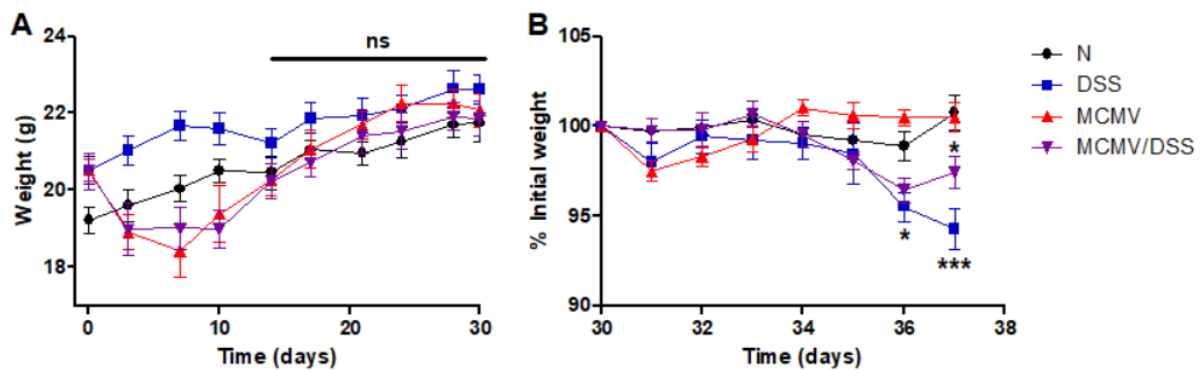 A
ns
24
22
20
18
Weight (g)
0
10
20
30
Time (days)
B
105
100
95
90
% Initial weight
*
*
***
30
32
34
36
38
Time (days)
N
DSS
MCMV
MCMV/DSS